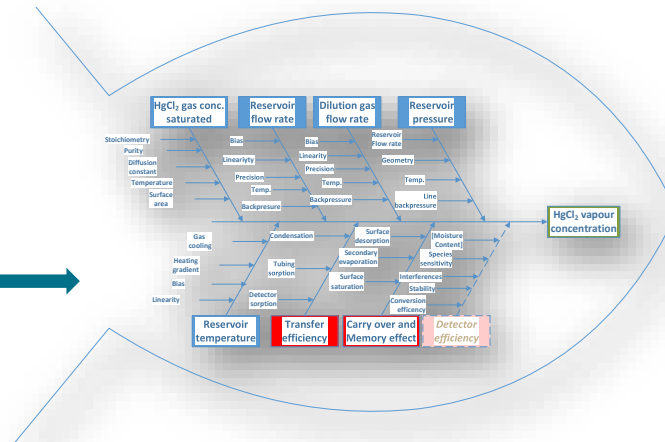 HgCl₂ gas conc.
saturated
Reservoir
flow rate
Dilution gas
flow rate
Reservoir
pressure
Stoichiometry
Purity
Diffusion
constant
Temperature
Surface
area
Bias
Lineariyty
Precision
Temp.
Backpresure
Bias
Linearity
Precision
Temp.
Backpressure
Reservoir
Flow rate
Geometry
Temp.
Line
backpressure
HgCl₂ vapour
concentration
Gas
cooling
Heating
gradient
Bias
Linearity
Condensation
Tubing
sorption
Detector
sorption
Surface
desorption
Secondary
evaporation
Surface
saturation
[Moisture
Content]
Species
sensitivity
Interferences
Stability
Conversion
efficency
Reservoir
temperature
Transfer
efficiency
Carry over and
Memory effect
Detector
efficiency